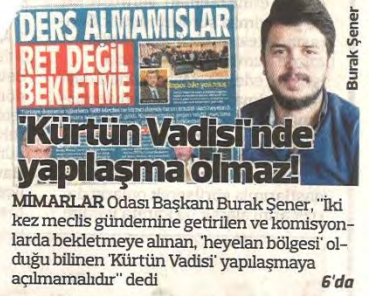 DERS ALMAMIŞLAR
RET DEĞİL
BEKLETME
Burak Şener
'Kürtün Vadisi'nde
yapılaşma olmaz!
MİMARLAR Odası Başkanı Burak Şener, "İki
kez meclis gündemine getirilen ve komisyon-
larda bekletmeye alınan, 'heyelan bölgesi' ol-
duğu bilinen 'Kürtün Vadisi' yapılaşmaya
açılmamalıdır" dedi
6'da